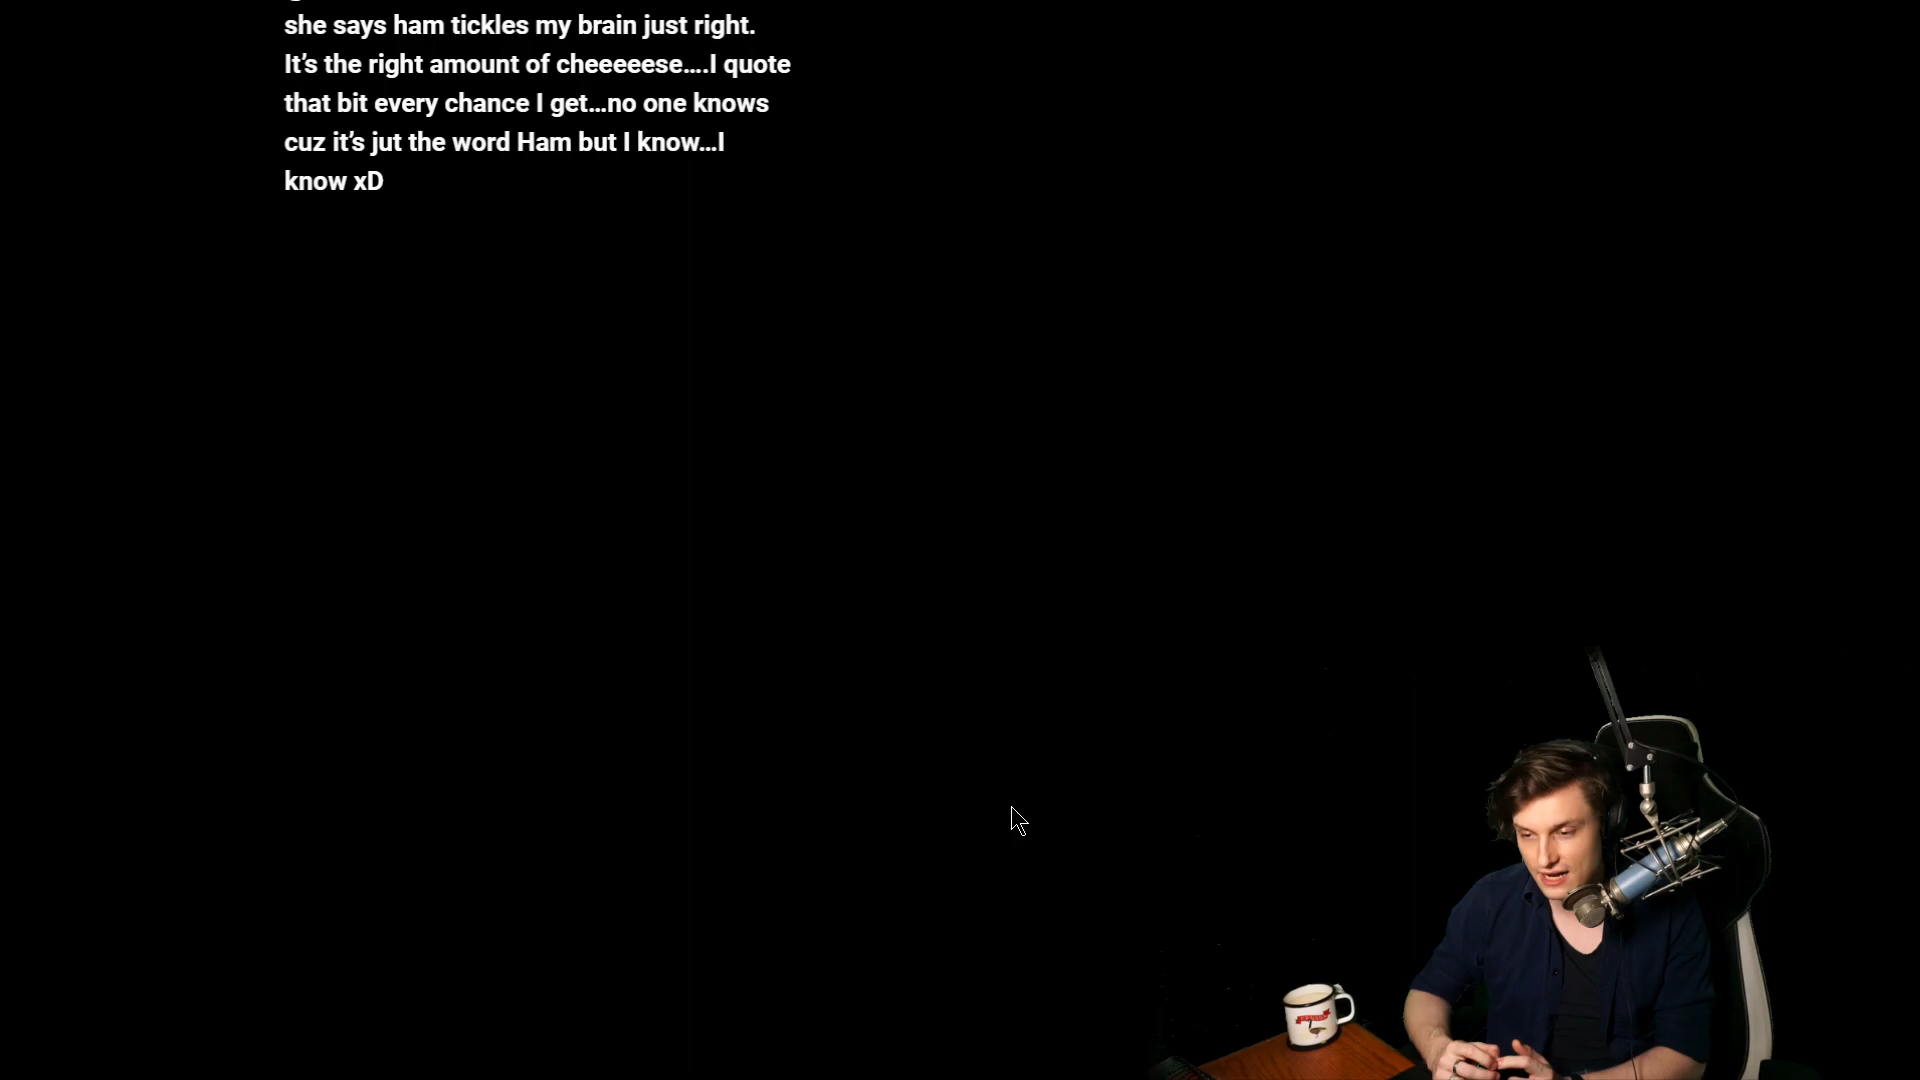 she says ham tickles my brain just right.
It’s the right amount of cheeeeese….I quote
that bit every chance I get…no one knows
cuz it’s jut the word Ham but I know…I
know xD